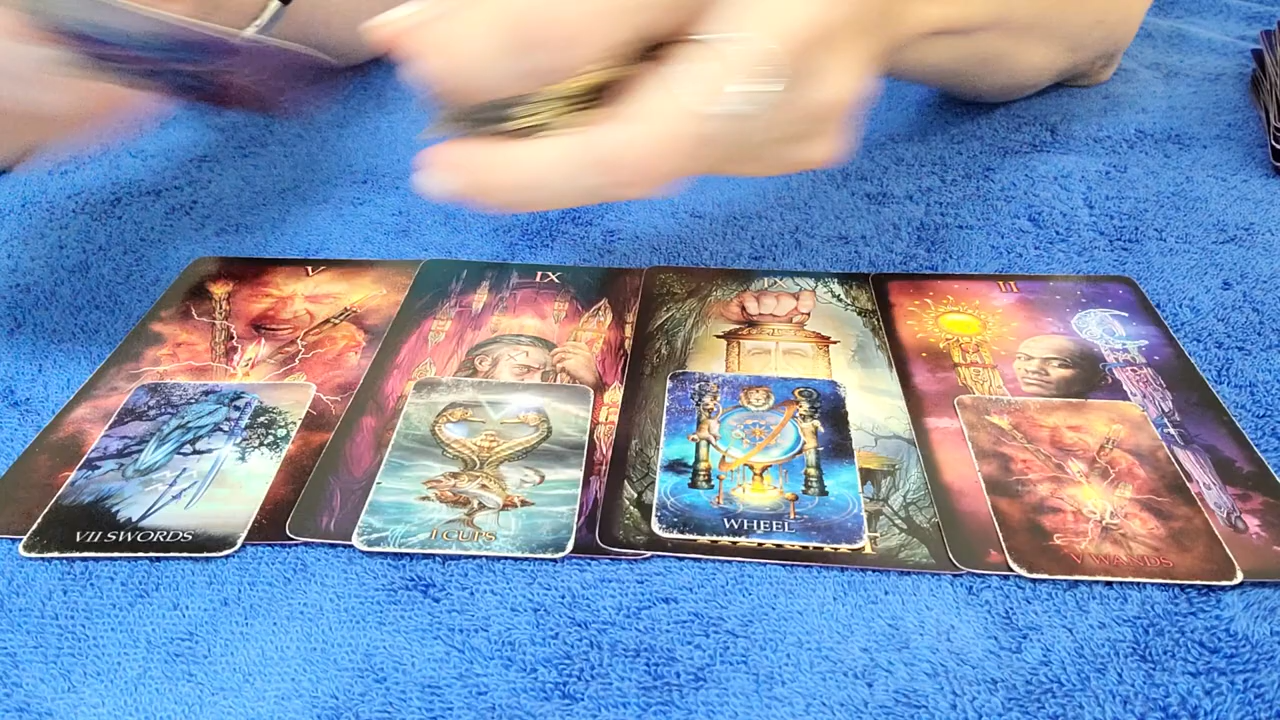 V
IX
IX
II
VII SWORDS
I CUPS
WHEEL
V WANDS